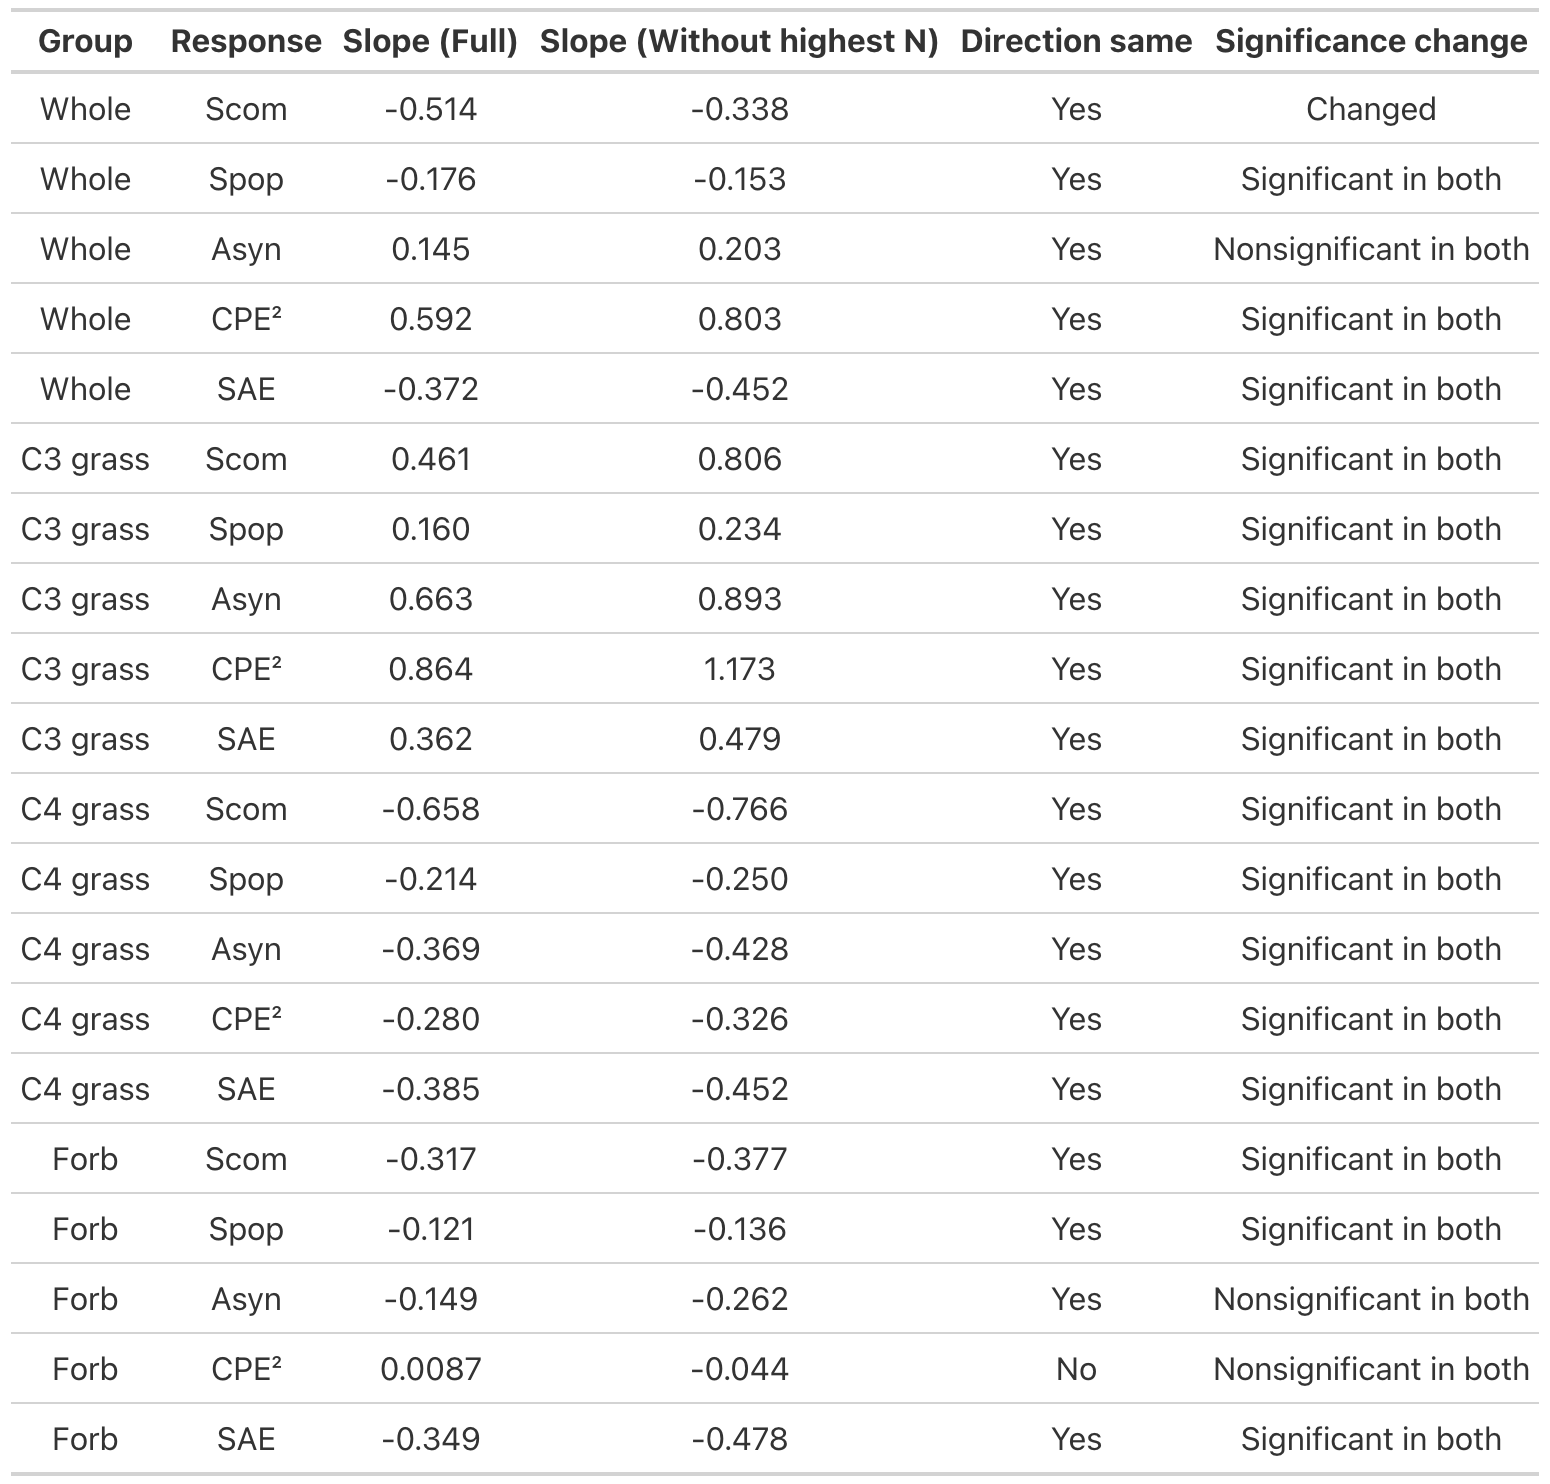 Group Response Slope (Full) Slope (Without highest N) Direction same Significance change
Whole Scom -0.514 -0.338 Yes Changed
Whole Spop -0.176 -0.153 Yes Significant in both
Whole Asyn 0.145 0.203 Yes Nonsignificant in both
Whole CPE² 0.592 0.803 Yes Significant in both
Whole SAE -0.372 -0.452 Yes Significant in both
C3 grass Scom 0.461 0.806 Yes Significant in both
C3 grass Spop 0.160 0.234 Yes Significant in both
C3 grass Asyn 0.663 0.893 Yes Significant in both
C3 grass CPE² 0.864 1.173 Yes Significant in both
C3 grass SAE 0.362 0.479 Yes Significant in both
C4 grass Scom -0.658 -0.766 Yes Significant in both
C4 grass Spop -0.214 -0.250 Yes Significant in both
C4 grass Asyn -0.369 -0.428 Yes Significant in both
C4 grass CPE² -0.280 -0.326 Yes Significant in both
C4 grass SAE -0.385 -0.452 Yes Significant in both
Forb Scom -0.317 -0.377 Yes Significant in both
Forb Spop -0.121 -0.136 Yes Significant in both
Forb Asyn -0.149 -0.262 Yes Nonsignificant in both
Forb CPE² 0.0087 -0.044 No Nonsignificant in both
Forb SAE -0.349 -0.478 Yes Significant in both